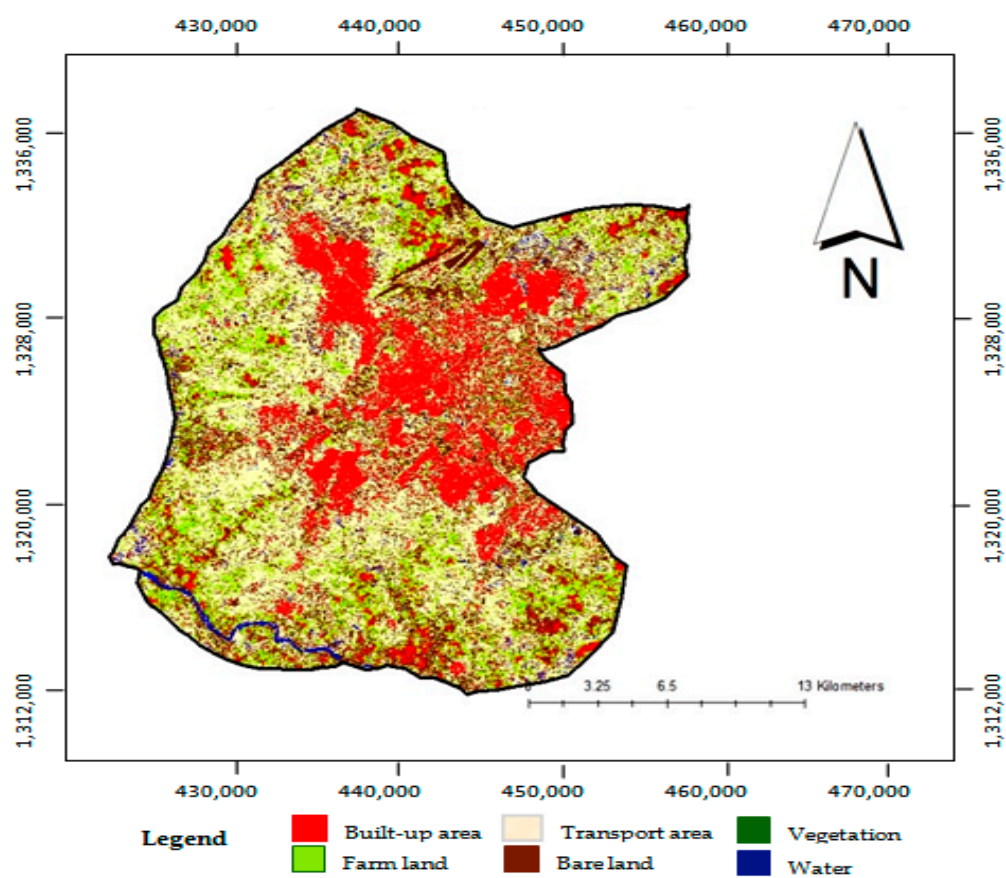 430,000 440,000 450,000 460,000 470,000
1,336,000 1,336,000
N
1,328,000 1,328,000
1,320,000 1,320,000
0 3.25 6.5 13 Kilometers
1,312,000 1,312,000
430,000 440,000 450,000 460,000 470,000
Legend Built-up area Transport area Vegetation
Farm land Bare land Water